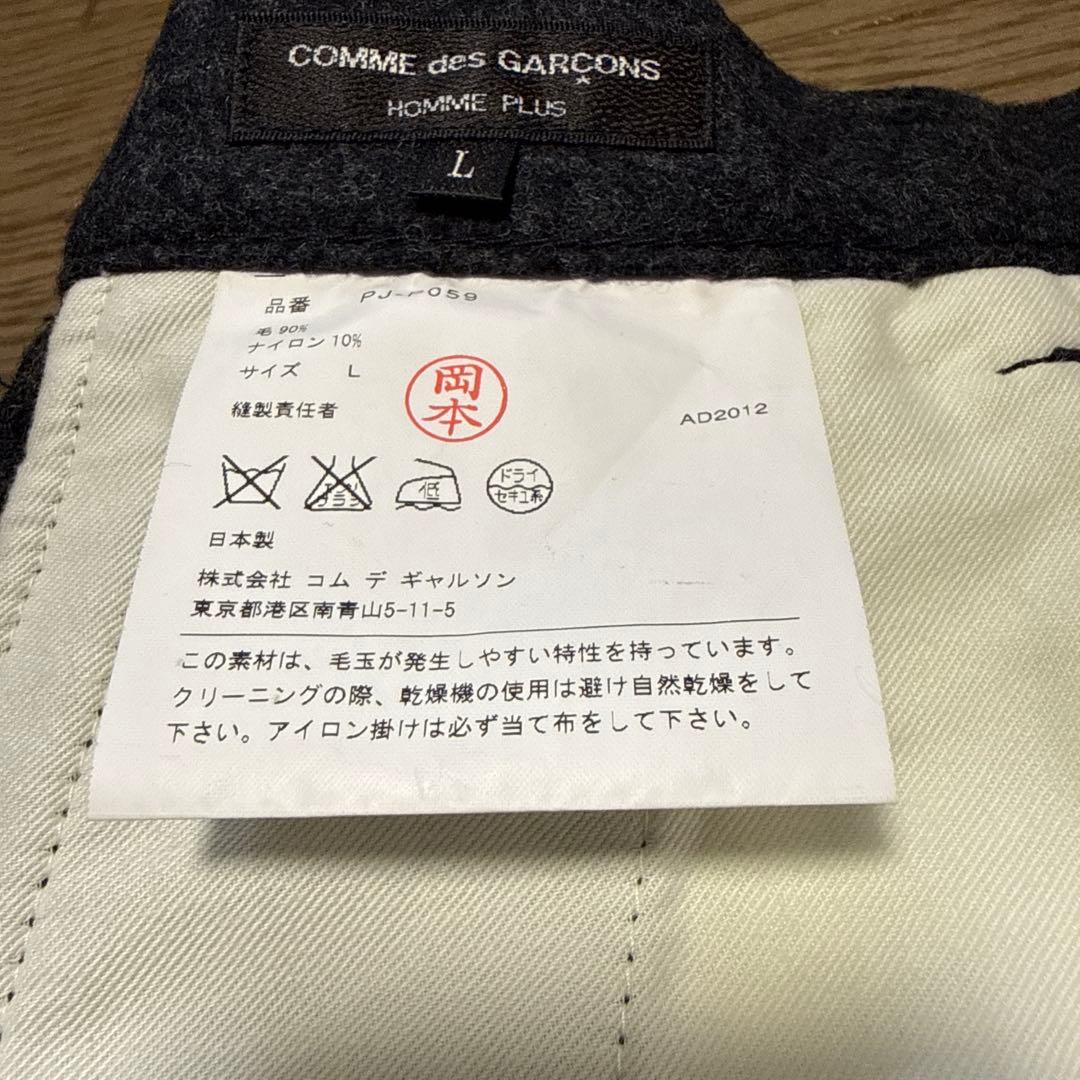 COMME des GARÇONS
HOMME PLUS
L
品番 PJ-P059
毛 90%
ナイロン 10%
サイズ L
縫製責任者
岡本
AD2012
エンソ
ブラシ
低
ドライ
セキユ系
日本製
株式会社 コム デ ギャルソン
東京都港区南青山5-11-5
この素材は、毛玉が発生しやすい特性を持っています。
クリーニングの際、乾燥機の使用は避け自然乾燥をして
下さい。アイロン掛けは必ず当て布をして下さい。